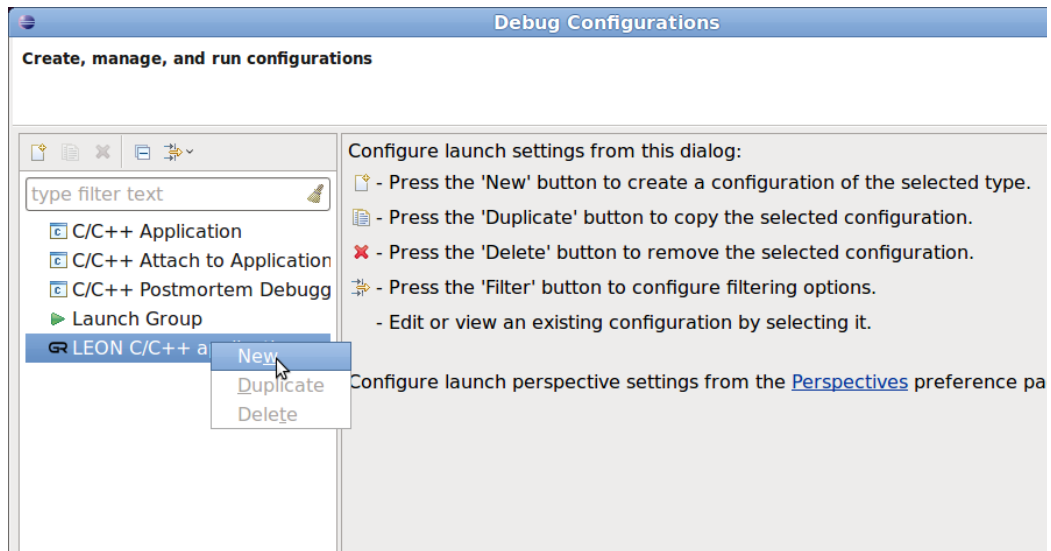 Debug Configurations
Create, manage, and run configurations
type filter text
C/C++ Application
C/C++ Attach to Application
C/C++ Postmortem Debugg
Launch Group
GR LEON C/C++ a
New
Duplicate
Delete
Configure launch settings from this dialog:
- Press the 'New' button to create a configuration of the selected type.
- Press the 'Duplicate' button to copy the selected configuration.
- Press the 'Delete' button to remove the selected configuration.
- Press the 'Filter' button to configure filtering options.
- Edit or view an existing configuration by selecting it.
Configure launch perspective settings from the Perspectives preference pa